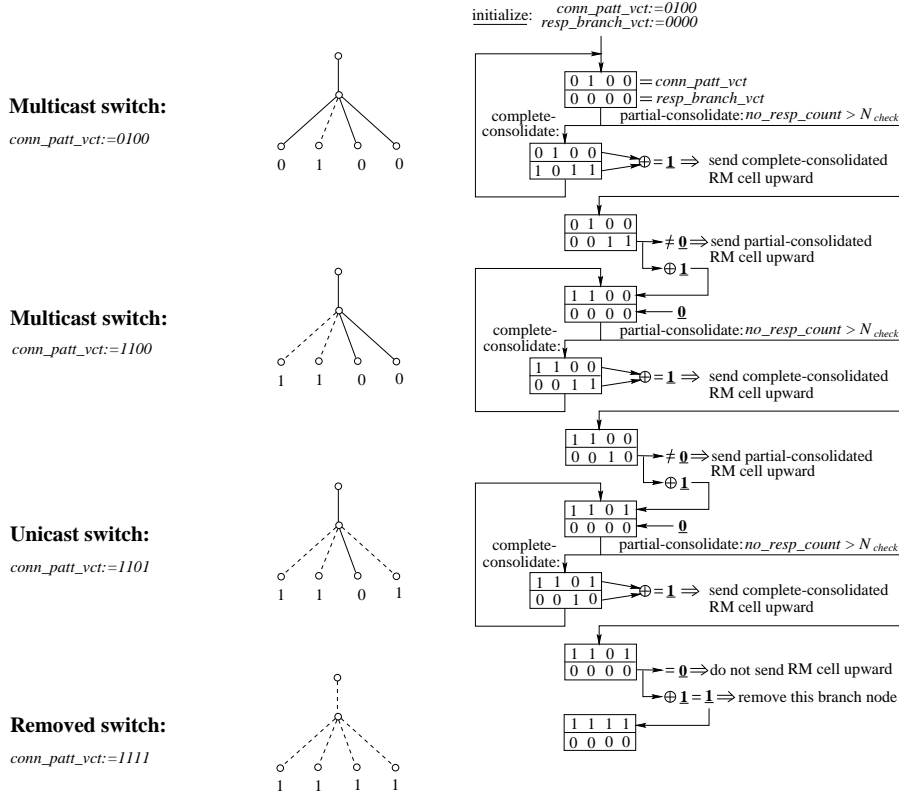 initialize: conn_patt_vct:=0100
resp_branch_vct:=0000
0 1 0 0 = conn_patt_vct
0 0 0 0 = resp_branch_vct
Multicast switch:
conn_patt_vct:=0100
0 1 0 0
complete-
consolidate:
partial-consolidate: no_resp_count > N check
0 1 0 0
1 0 1 1
⊕ = 1 ⇒ send complete-consolidated
RM cell upward
0 1 0 0
0 0 1 1
≠ 0 ⇒ send partial-consolidated
RM cell upward
⊕ 1
Multicast switch:
conn_patt_vct:=1100
1 1 0 0
1 1 0 0
0 0 0 0
0
complete-
consolidate:
partial-consolidate: no_resp_count > N check
1 1 0 0
0 0 1 1
⊕ = 1 ⇒ send complete-consolidated
RM cell upward
1 1 0 0
0 0 1 0
≠ 0 ⇒ send partial-consolidated
RM cell upward
⊕ 1
Unicast switch:
conn_patt_vct:=1101
1 1 0 1
1 1 0 1
0 0 0 0
0
complete-
consolidate:
partial-consolidate: no_resp_count > N check
1 1 0 1
0 0 1 0
⊕ = 1 ⇒ send complete-consolidated
RM cell upward
1 1 0 1
0 0 0 0
= 0 ⇒ do not send RM cell upward
⊕ 1 = 1 ⇒ remove this branch node
Removed switch:
conn_patt_vct:=1111
1 1 1 1
1 1 1 1
0 0 0 0